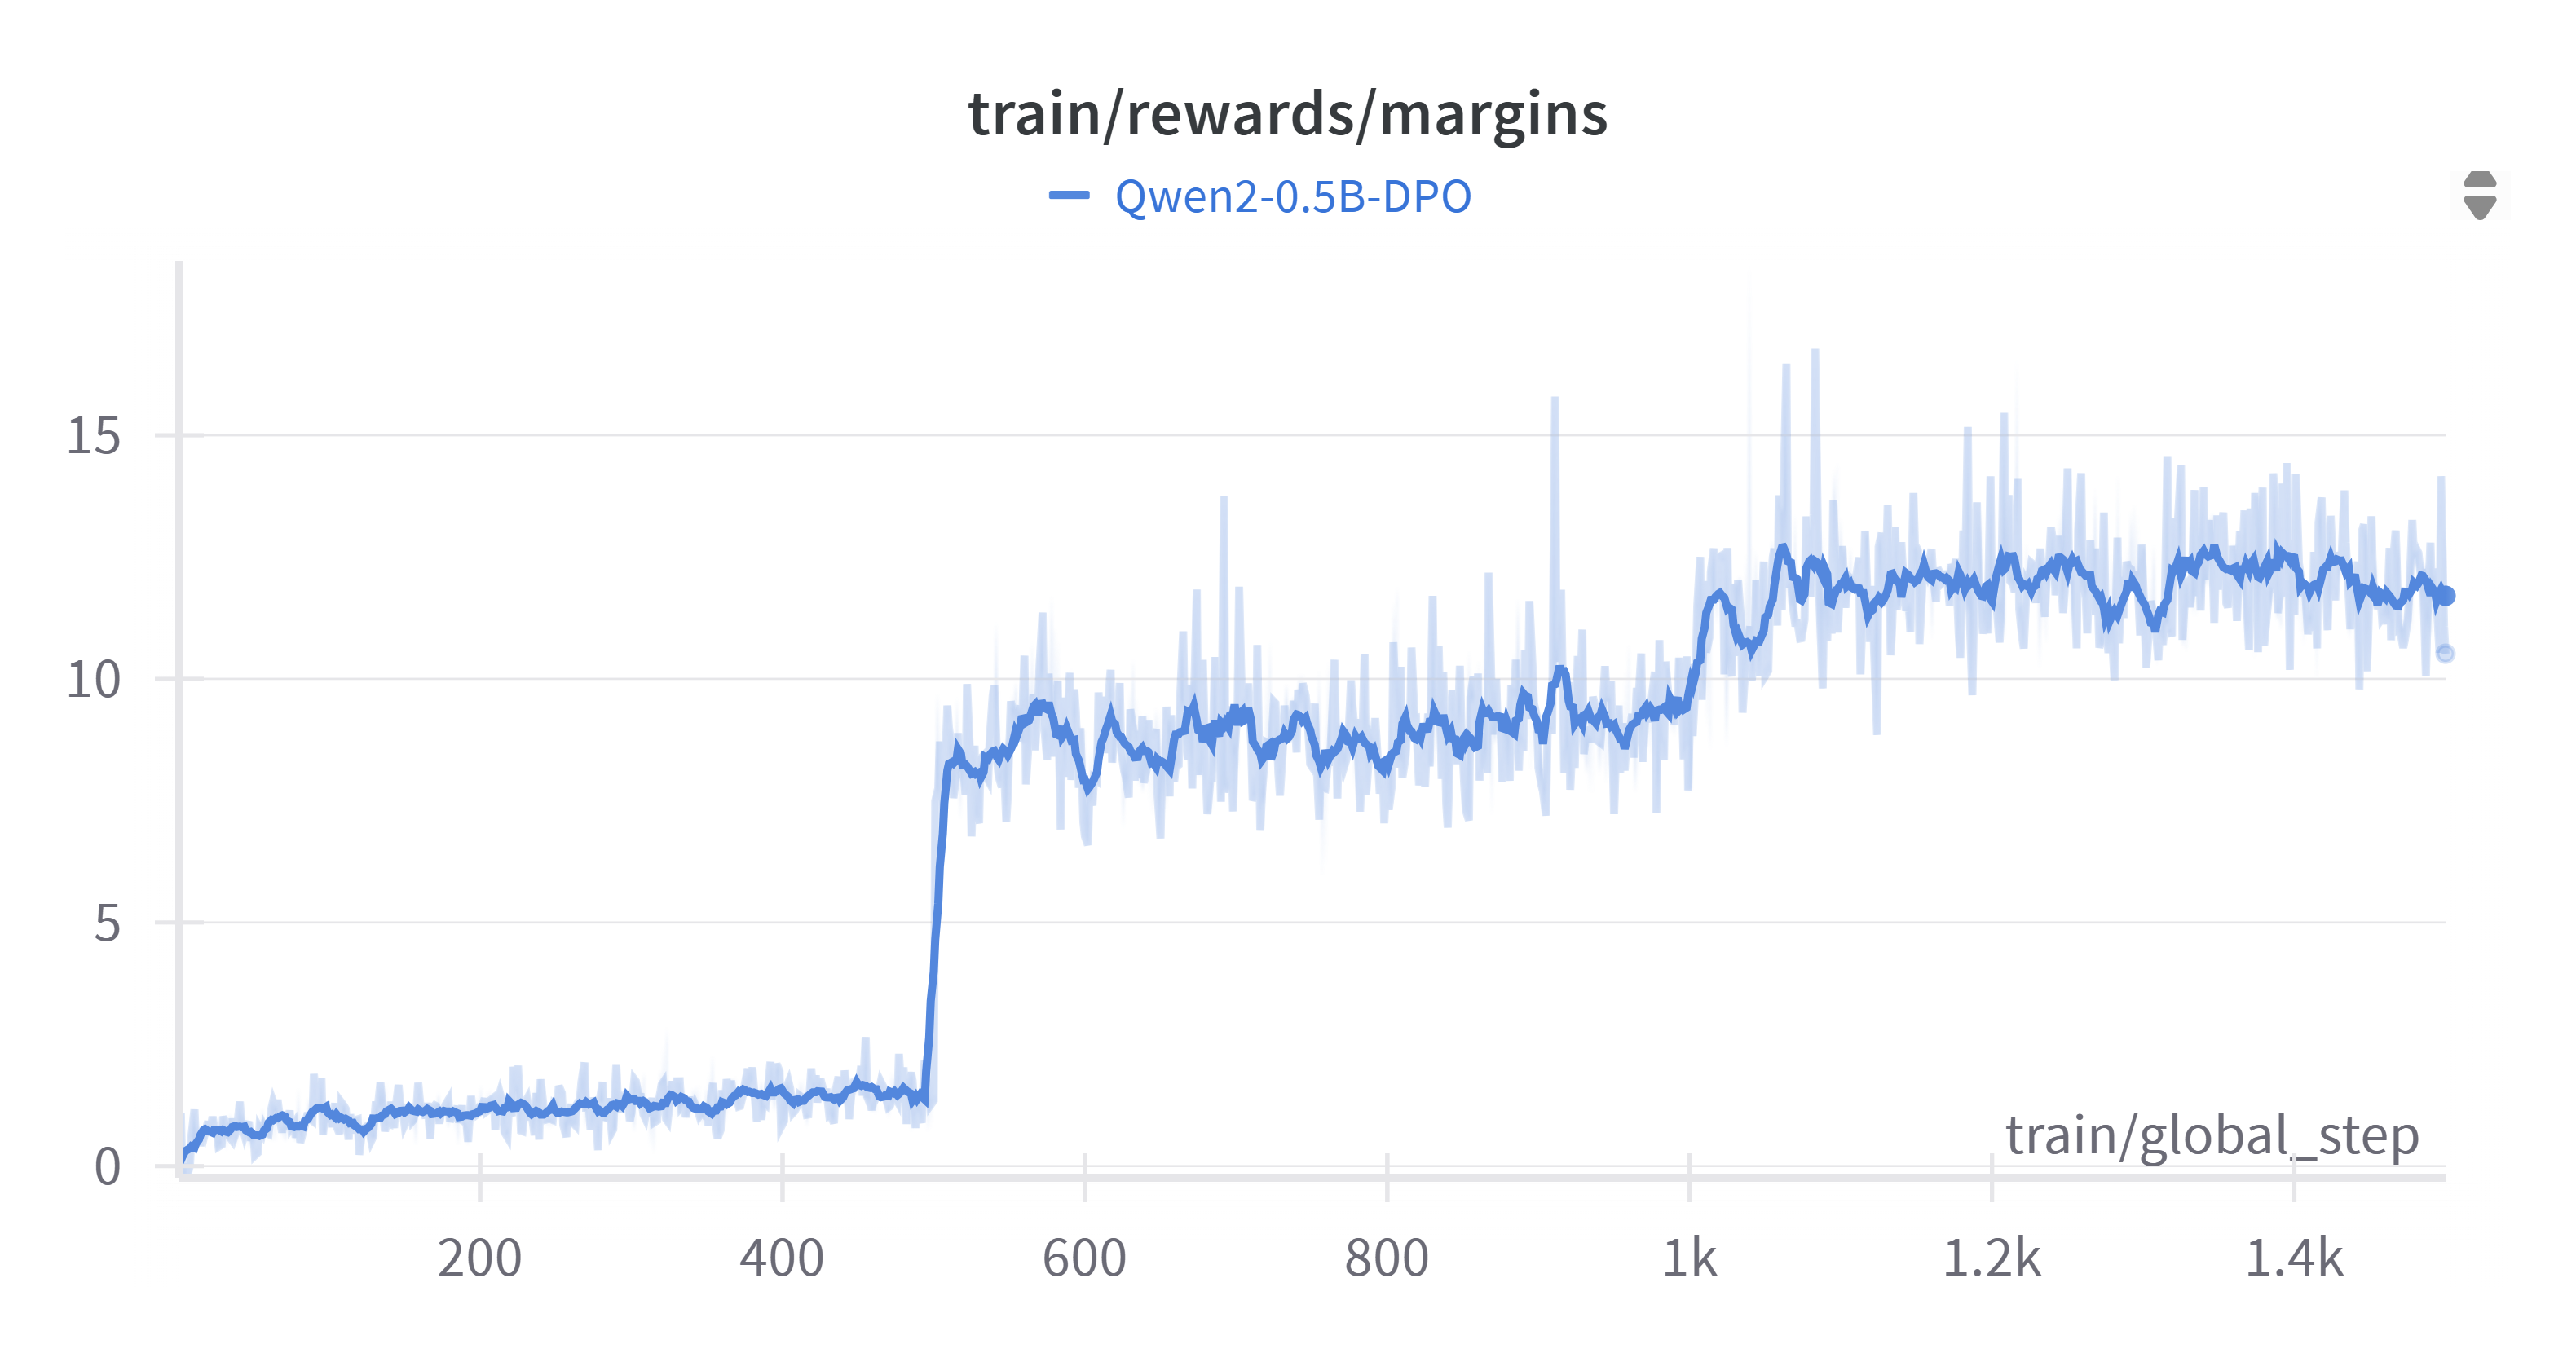 train/rewards/margins
Qwen2-0.5B-DPO
15
10
5
0
train/global_step
200 400 600 800 1k 1.2k 1.4k